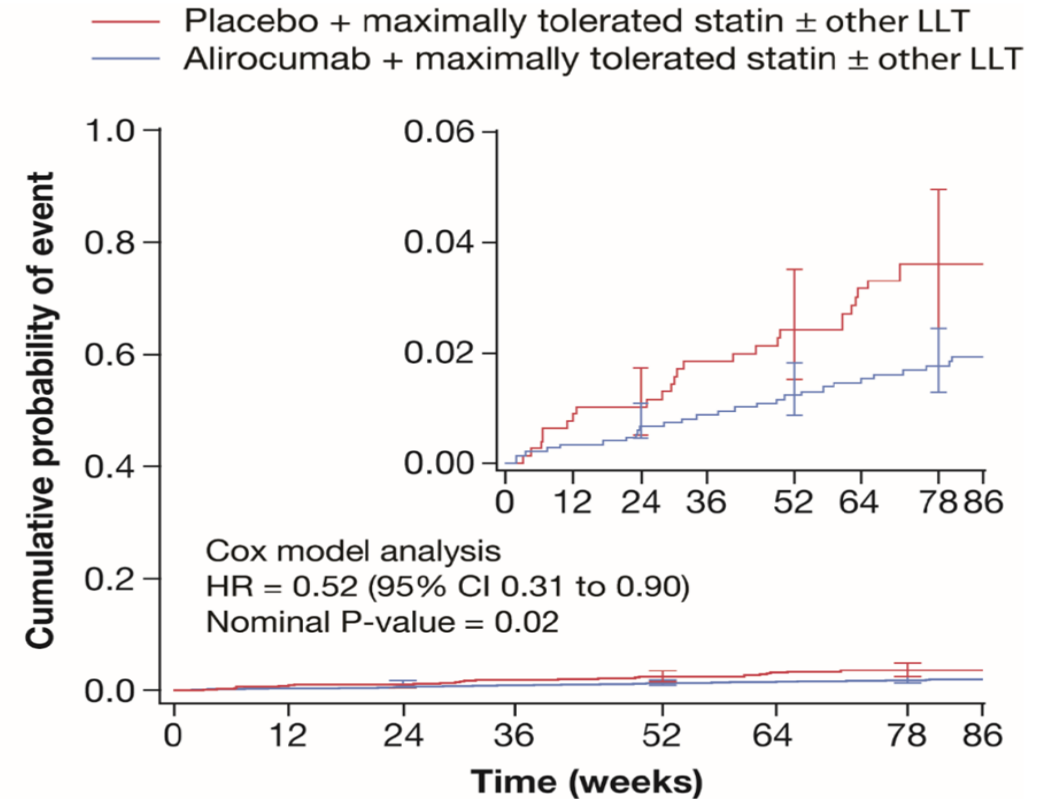 Placebo + maximally tolerated statin ± other LLT
Alirocumab + maximally tolerated statin ± other LLT
Cumulative probability of event
1.0
0.8
0.6
0.4
0.2
0.0
0.06
0.04
0.02
0.00
0 12 24 36 52 64 78 86
Cox model analysis
HR = 0.52 (95% CI 0.31 to 0.90)
Nominal P-value = 0.02
0 12 24 36 52 64 78 86
Time (weeks)